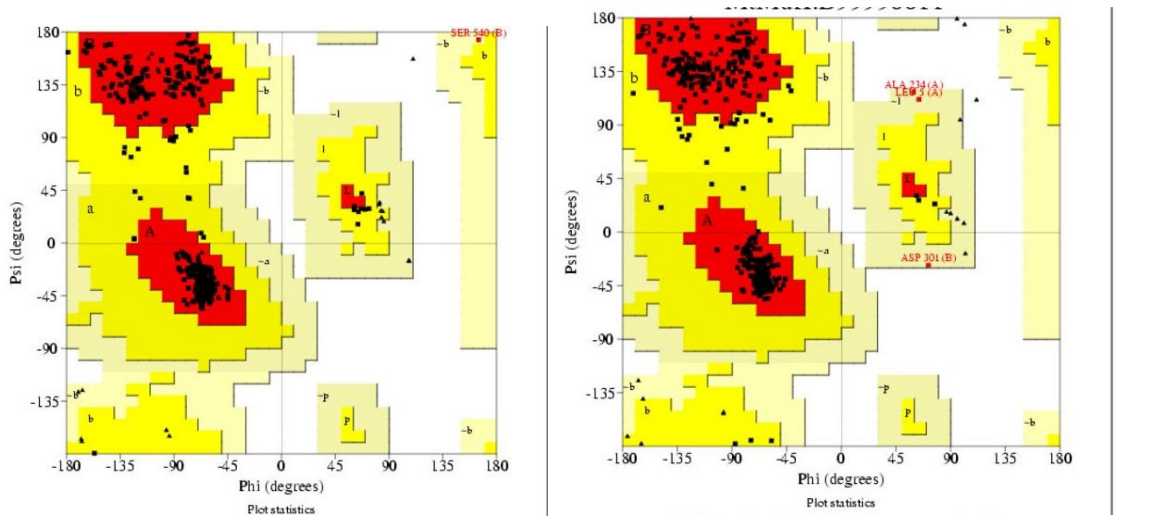 180
SER 540 (B)
B
~b
b
135
b
~b
90
~l
l
45
L
a
A
0
~a
-45
-90
-135
~b
~p
b
p
~b
-180 -135 -90 -45 0 45 90 135 180
Psi (degrees)
Phi (degrees)
Plot statistics
180
B
~b
b
135
b
~b
ALA 234 (A)
~l
90
l
45
L
a
A
0
~a
ASP 301 (B)
-45
-90
-135
~b
~p
b
p
~b
-180 -135 -90 -45 0 45 90 135 180
Psi (degrees)
Phi (degrees)
Plot statistics